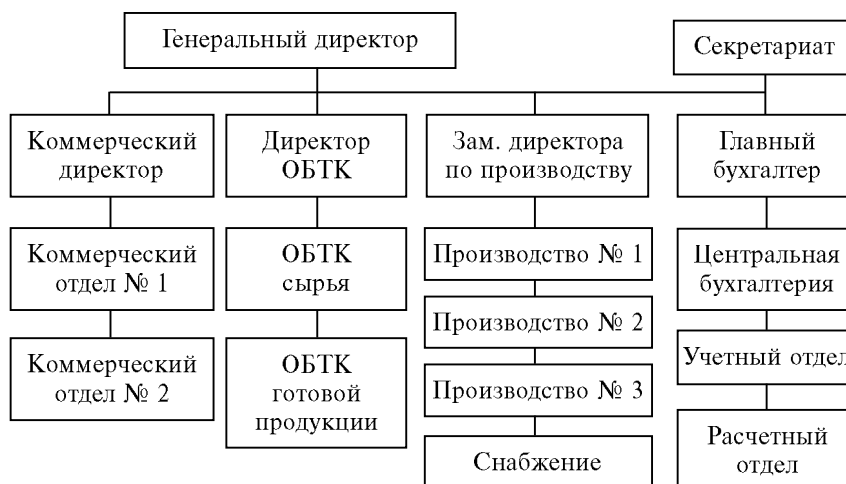 Генеральный директор
Секретариат
Коммерческий
директор
Директор
ОБТК
Зам. директора
по производству
Главный
бухгалтер
Коммерческий
отдел № 1
ОБТК
сырья
Производство № 1
Центральная
бухгалтерия
Производство № 2
Коммерческий
отдел № 2
ОБТК
готовой
продукции
Учетный отдел
Производство № 3
Снабжение
Расчетный
отдел